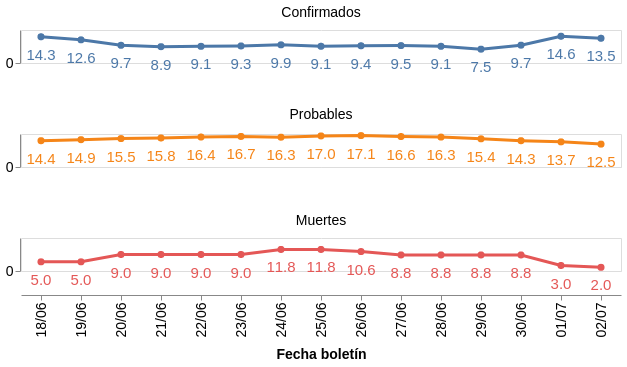 Confirmados
0
14.3 12.6 9.7 8.9 9.1 9.3 9.9 9.1 9.4 9.5 9.1 7.5 9.7 14.6 13.5
Probables
0
14.4 14.9 15.5 15.8 16.4 16.7 16.3 17.0 17.1 16.6 16.3 15.4 14.3 13.7 12.5
Muertes
0
5.0 5.0 9.0 9.0 9.0 9.0 11.8 11.8 10.6 8.8 8.8 8.8 8.8 3.0 2.0
18/06 19/06 20/06 21/06 22/06 23/06 24/06 25/06 26/06 27/06 28/06 29/06 30/06 01/07 02/07
Fecha boletín